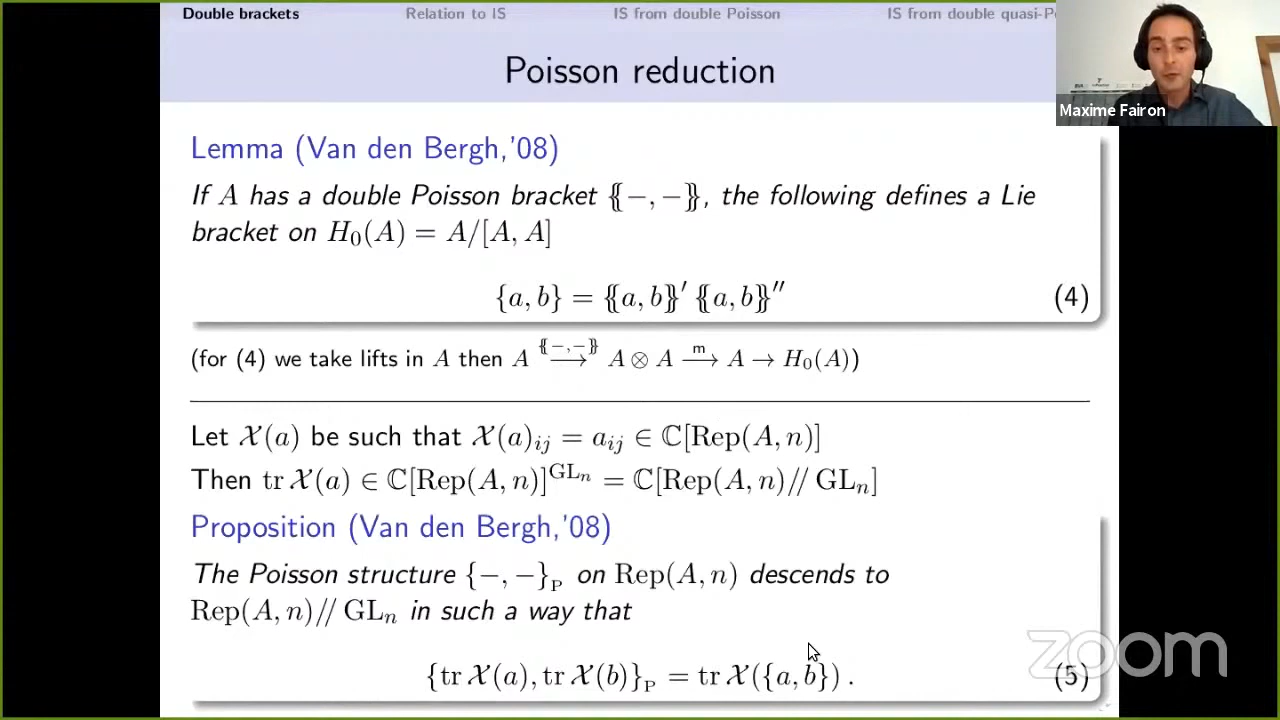 Double brackets Relation to IS IS from double Poisson IS from double quasi-Po
Poisson reduction
Maxime Fairon
Lemma (Van den Bergh,'08)
If A has a double Poisson bracket {{−, −}}, the following defines a Lie
bracket on H₀(A) = A/[A, A]
{a, b} = {{a, b}}′ {{a, b}}′′ (4)
(for (4) we take lifts in A then A {{−,−}}⟶ A ⊗ A m⟶ A → H₀(A))
Let 𝒳(a) be such that 𝒳(a)ᵢⱼ = aᵢⱼ ∈ ℂ[Rep(A, n)]
Then tr 𝒳(a) ∈ ℂ[Rep(A, n)]^GLₙ = ℂ[Rep(A, n)// GLₙ]
Proposition (Van den Bergh,'08)
The Poisson structure {−, −}_P on Rep(A, n) descends to
Rep(A, n)// GLₙ in such a way that
{tr 𝒳(a), tr 𝒳(b)}_P = tr 𝒳({a, b}) . (5)
zoom